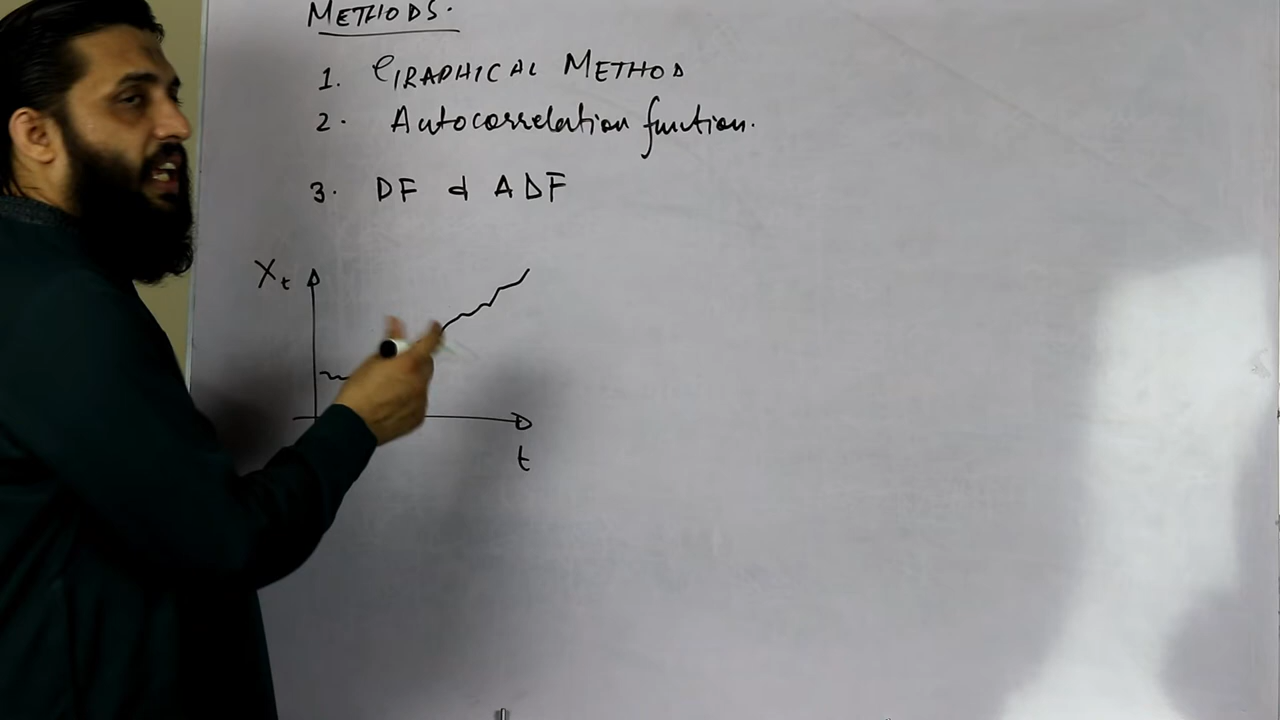 METHODS.
1. GRAPHICAL METHOD
2. Autocorrelation function.
3. DF & ADF
Xt
t